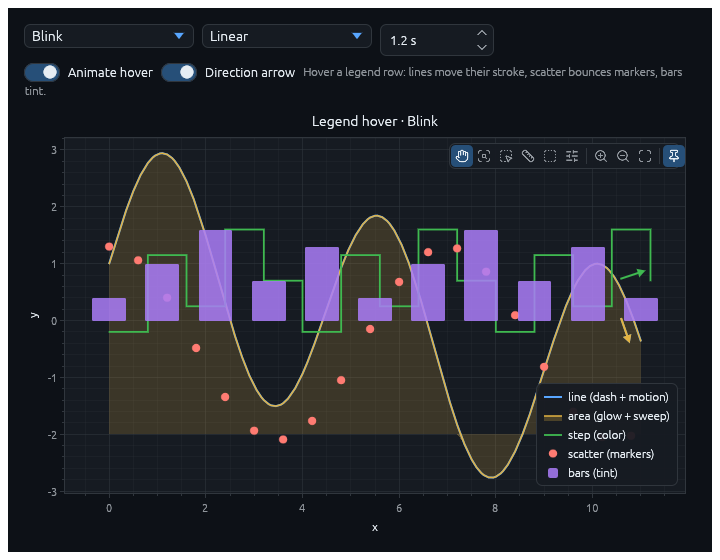 Blink Linear 1.2 s
Animate hover Direction arrow Hover a legend row: lines move their stroke, scatter bounces markers, bars
tint.
Legend hover · Blink
3
2
1
0
-1
-2
-3
y
line (dash + motion)
area (glow + sweep)
step (color)
scatter (markers)
bars (tint)
0 2 4 6 8 10
x